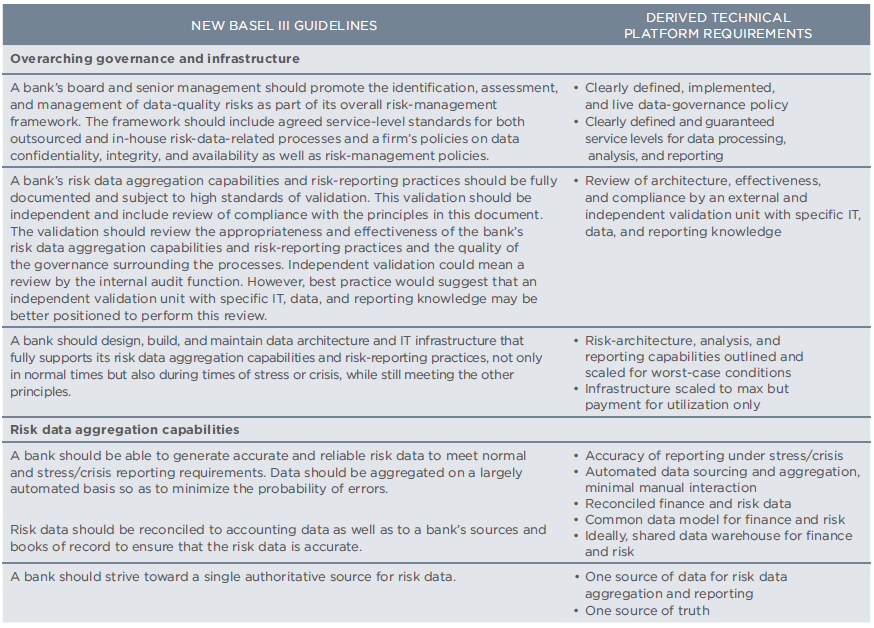 NEW BASEL III GUIDELINES
DERIVED TECHNICAL
PLATFORM REQUIREMENTS
Overarching governance and infrastructure
A bank's board and senior management should promote the identification, assessment,
and management of data-quality risks as part of its overall risk-management
framework. The framework should include agreed service-level standards for both
outsourced and in-house risk-data-related processes and a firm's policies on data
confidentiality, integrity, and availability as well as risk-management policies.
• Clearly defined, implemented,
and live data-governance policy
• Clearly defined and guaranteed
service levels for data processing,
analysis, and reporting
A bank's risk data aggregation capabilities and risk-reporting practices should be fully
documented and subject to high standards of validation. This validation should be
independent and include review of compliance with the principles in this document.
The validation should review the appropriateness and effectiveness of the bank's
risk data aggregation capabilities and risk-reporting practices and the quality of
the governance surrounding the processes. Independent validation could mean a
review by the internal audit function. However, best practice would suggest that an
independent validation unit with specific IT, data, and reporting knowledge may be
better positioned to perform this review.
• Review of architecture, effectiveness,
and compliance by an external and
independent validation unit with specific IT,
data, and reporting knowledge
A bank should design, build, and maintain data architecture and IT infrastructure that
fully supports its risk data aggregation capabilities and risk-reporting practices, not only
in normal times but also during times of stress or crisis, while still meeting the other
principles.
• Risk-architecture, analysis, and
reporting capabilities outlined and
scaled for worst-case conditions
• Infrastructure scaled to max but
payment for utilization only
Risk data aggregation capabilities
A bank should be able to generate accurate and reliable risk data to meet normal
and stress/crisis reporting requirements. Data should be aggregated on a largely
automated basis so as to minimize the probability of errors.
Risk data should be reconciled to accounting data as well as to a bank's sources and
books of record to ensure that the risk data is accurate.
• Accuracy of reporting under stress/crisis
• Automated data sourcing and aggregation,
minimal manual interaction
• Reconciled finance and risk data
• Common data model for finance and risk
• Ideally, shared data warehouse for finance
and risk
A bank should strive toward a single authoritative source for risk data.
• One source of data for risk data
aggregation and reporting
• One source of truth